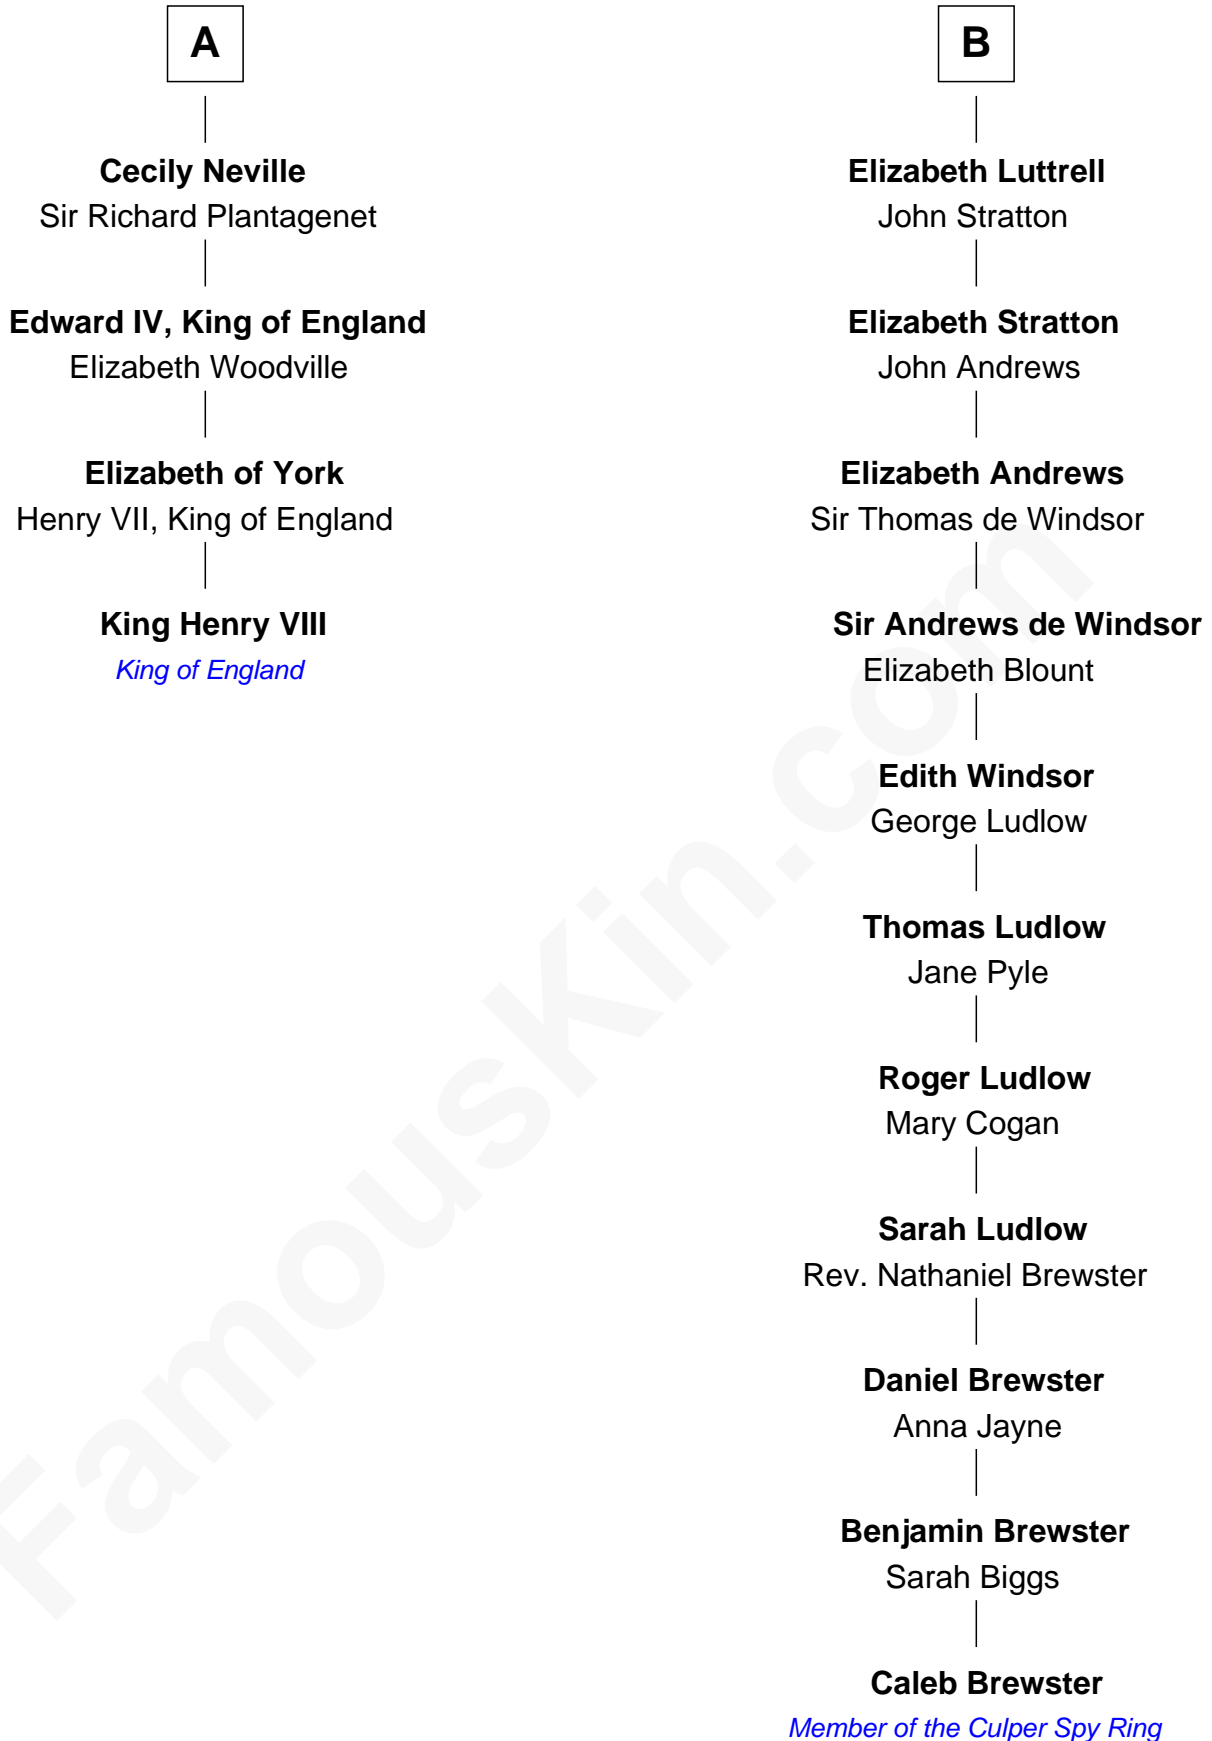 A
Cecily Neville
Sir Richard Plantagenet
Edward IV, King of England
Elizabeth Woodville
Elizabeth of York
Henry VII, King of England
King Henry VIII
King of England
B
Elizabeth Luttrell
John Stratton
Elizabeth Stratton
John Andrews
Elizabeth Andrews
Sir Thomas de Windsor
Sir Andrews de Windsor
Elizabeth Blount
Edith Windsor
George Ludlow
Thomas Ludlow
Jane Pyle
Roger Ludlow
Mary Cogan
Sarah Ludlow
Rev. Nathaniel Brewster
Daniel Brewster
Anna Jayne
Benjamin Brewster
Sarah Biggs
Caleb Brewster
Member of the Culper Spy Ring
FamousKin.com